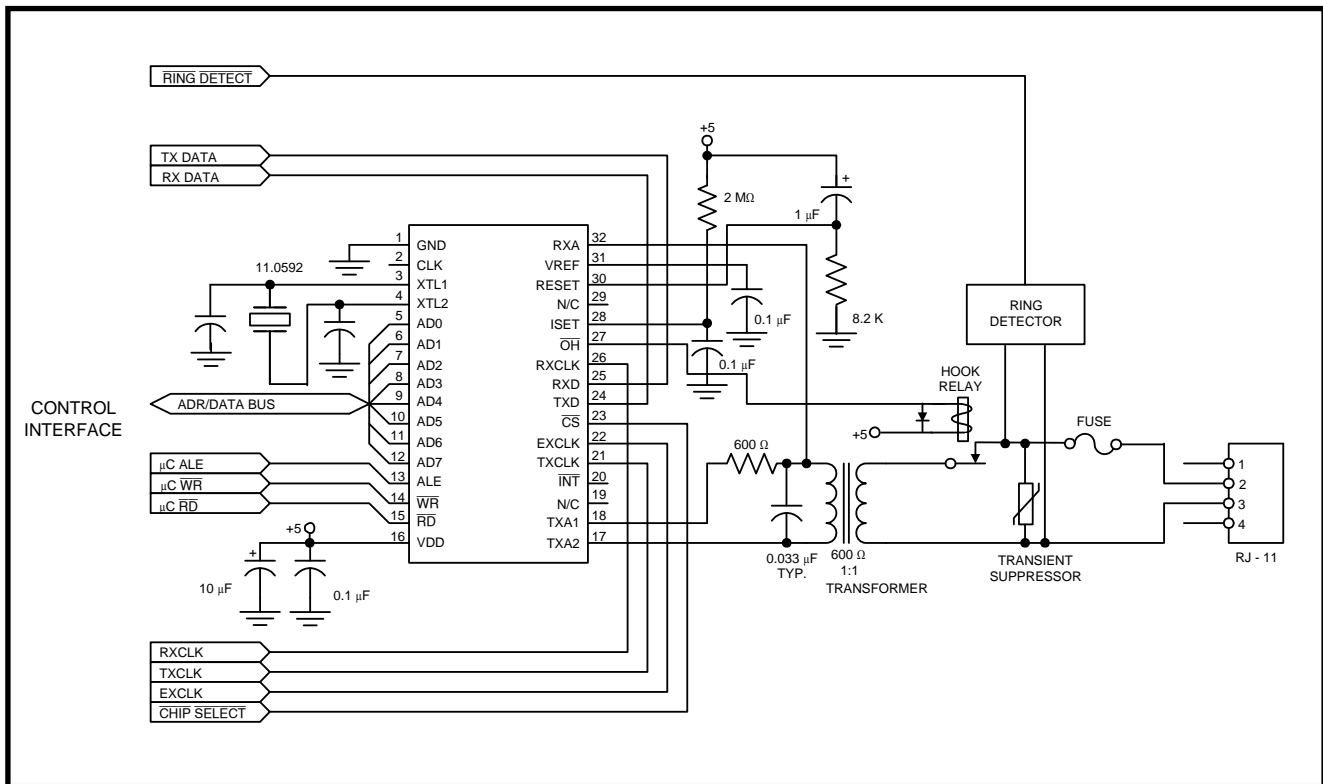 RING DETECT
TX DATA
RX DATA
+5
2 MΩ
+
1 µF
8.2 K
0.1 µF
0.1 µF
11.0592
1 GND
2 CLK
3 XTL1
4 XTL2
5 AD0
6 AD1
7 AD2
8 AD3
9 AD4
10 AD5
11 AD6
12 AD7
13 ALE
14 WR
15 RD
16 VDD
RXA 32
VREF 31
RESET 30
N/C 29
ISET 28
OH 27
RXCLK 26
RXD 25
TXD 24
CS 23
EXCLK 22
TXCLK 21
INT 20
N/C 19
TXA1 18
TXA2 17
CONTROL
INTERFACE
ADR/DATA BUS
µC ALE
µC WR
µC RD
+5
+
10 µF
0.1 µF
RXCLK
TXCLK
EXCLK
CHIP SELECT
RING
DETECTOR
HOOK
RELAY
+5
FUSE
600 Ω
0.033 µF
TYP.
600 Ω
1:1
TRANSFORMER
TRANSIENT
SUPPRESSOR
1
2
3
4
RJ - 11